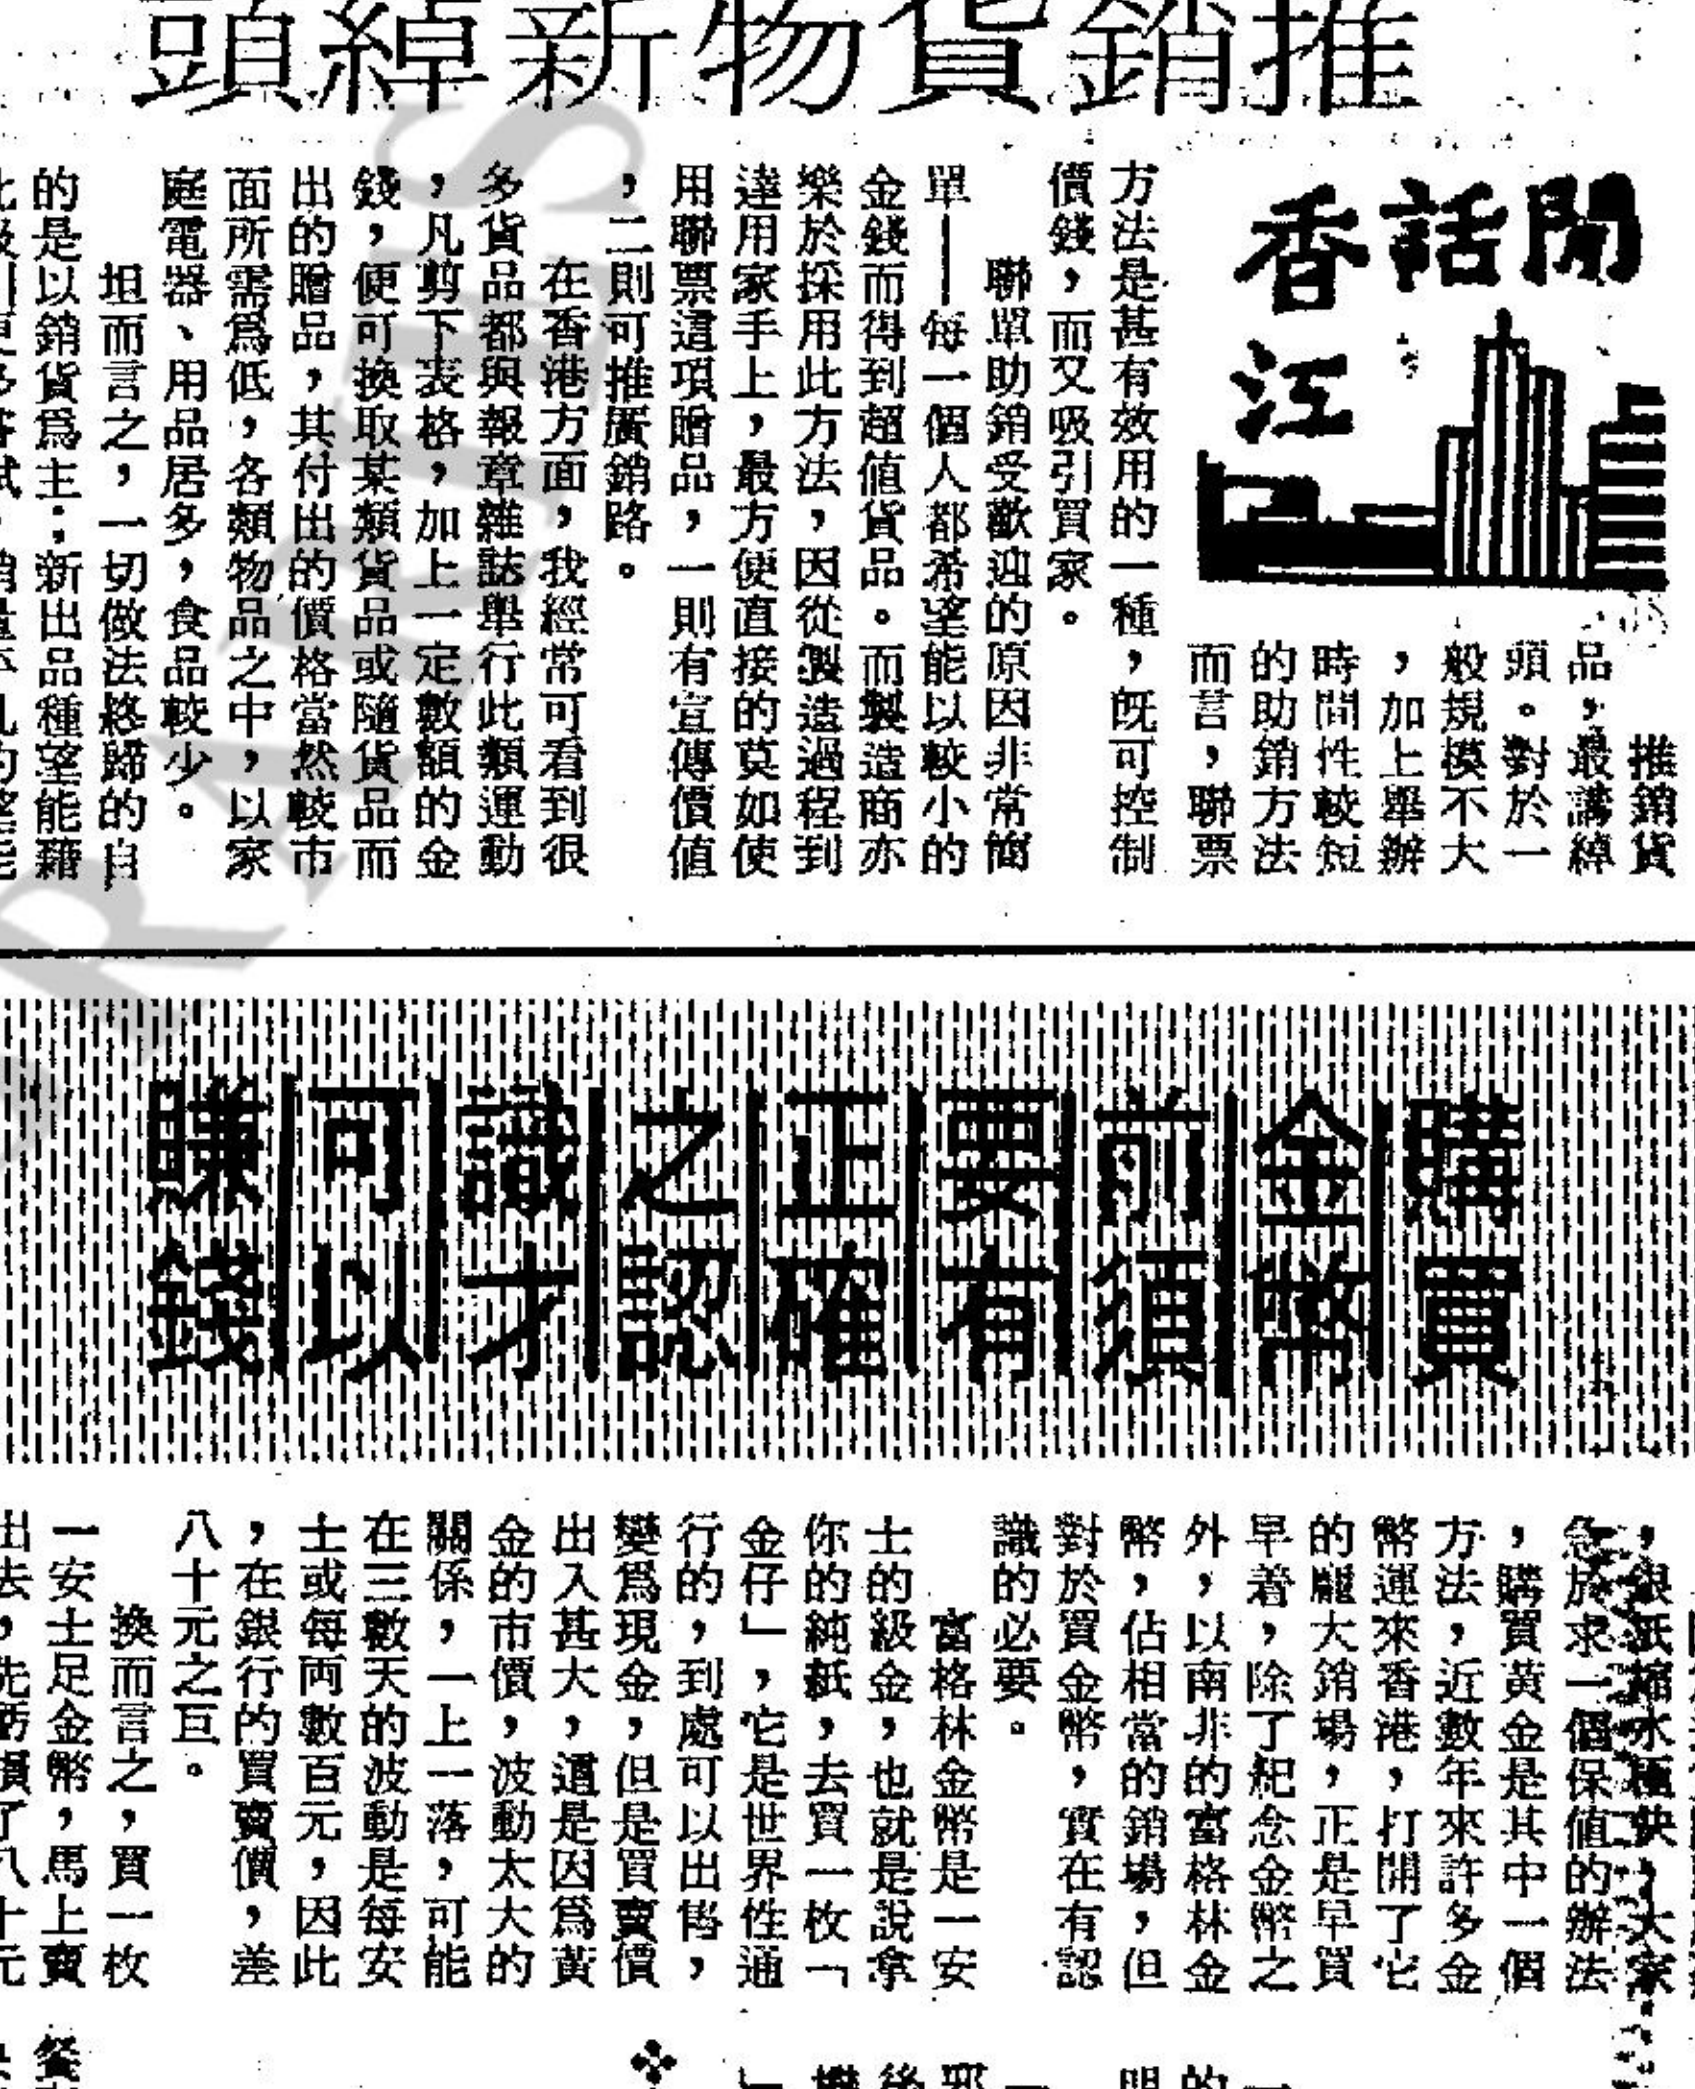 推銷貨物新綽頭
閒話香江
推銷貨
品，最講綽
頭。對於一
般規模不大
，加上舉辦
時間性較短
的助銷方法
而言，聯票
方法是甚有效用的一種，既可控制
價錢，而又吸引買家。
聯單助銷受歡迎的原因非常簡
單——每一個人都希望能以較小的
金錢而得到超值貨品。而製造商亦
樂於採用此方法，因從製造過程到
達用家手上，最方便直接的莫如使
用聯票這項贈品，一則有宣傳價值
，二則可推廣銷路。
在香港方面，我經常可看到很
多貨品都與報章雜誌舉行此類運動
，凡剪下表格，加上一定數額的金
錢，便可換取某類貨品或隨貨品而
出的贈品，其付出的價格當然較市
面所需爲低，各類物品之中，以家
庭電器、用品居多，食品較少。
坦而言之，一切做法終歸的自
的是以銷貨爲主；新出品種望能藉
購買金幣前須要有正確之認識才可以賺錢
，銀紙縮水極快，大家
急於求一個保值的辦法
，購買黃金是其中一個
方法，近數年來許多金
幣運來香港，打開了它
的龐大銷場，正是早買
早着，除了紀念金幣之
外，以南非的富格林金
幣，佔相當的銷場，但
對於買金幣，實在有認
識的必要。
富格林金幣是一安
士的級金，也就是說拿
你的純紙，去買一枚「
金仔」，它是世界性通
行的，到處可以出售，
變爲現金，但是買賣價
出入甚大，這是因爲黃
金的市價，波動太大的
關係，一上一落，可能
在三數天的波動是每安
士或每両數百元，因此
，在銀行的買賣價，差
八十元之巨。
換而言之，買一枚
一安士足金幣，馬上賣
出去，先虧損了八十元